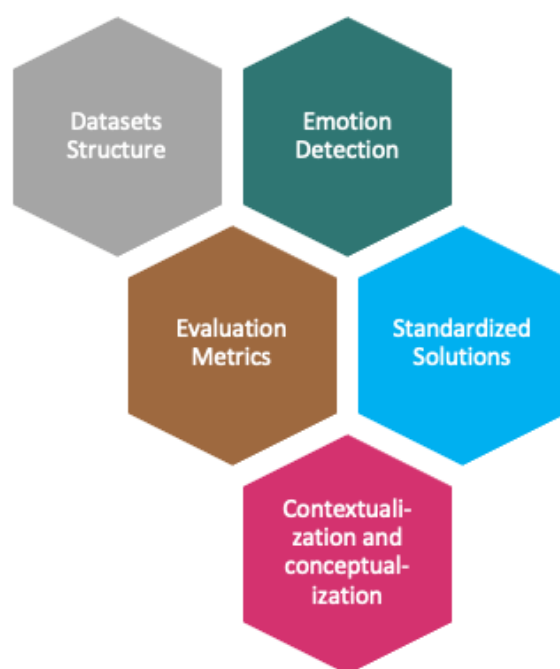 Datasets
Structure
Emotion
Detection
Evaluation
Metrics
Standardized
Solutions
Contextuali-
zation and
conceptual-
ization